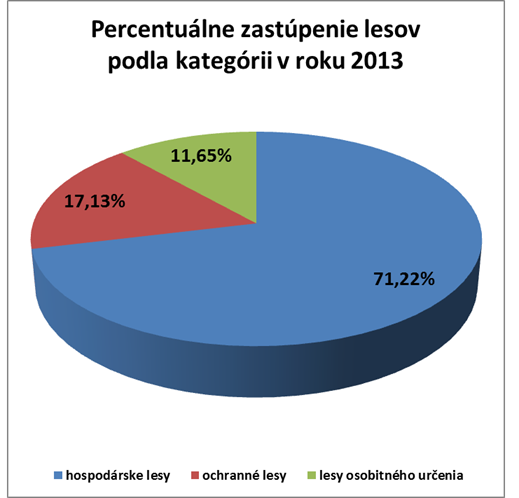 Percentuálne zastúpenie lesov
podla kategórii v roku 2013
11,65%
17,13%
71,22%
hospodárske lesy ochranné lesy lesy osobitného určenia